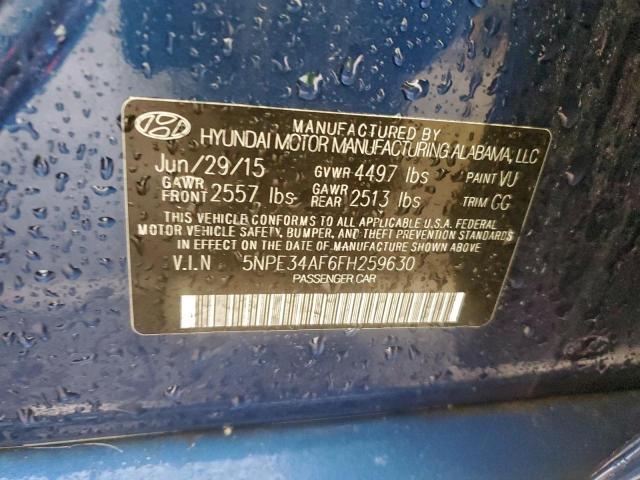 MANUFACTURED BY
HYUNDAI MOTOR MANUFACTURING ALABAMA, LLC
Jun/29/15 GVWR 4497 lbs PAINT VU
GAWR FRONT 2557 lbs GAWR REAR 2513 lbs TRIM GG
THIS VEHICLE CONFORMS TO ALL APPLICABLE U.S.A. FEDERAL
MOTOR VEHICLE SAFETY, BUMPER, AND THEFT PREVENTION STANDARDS
IN EFFECT ON THE DATE OF MANUFACTURE SHOWN ABOVE.
V.I.N 5NPE34AF6FH259630
PASSENGER CAR